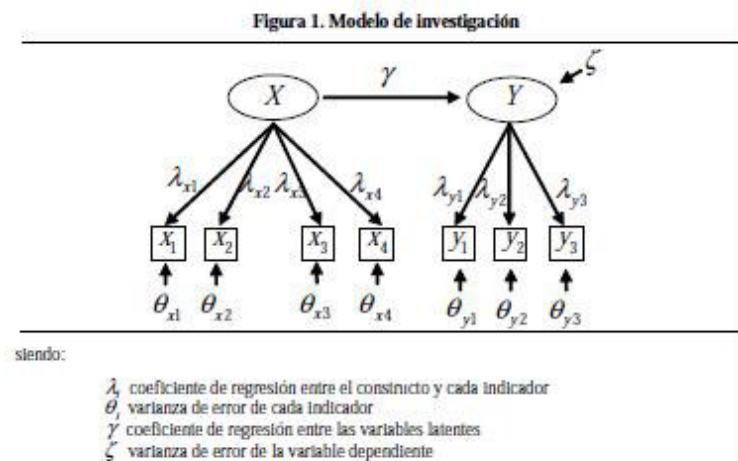 Figura 1. Modelo de investigación
γ ζ
X Y
λx1 λx2 λx3 λx4 λy1 λy2 λy3
x1 x2 x3 x4 y1 y2 y3
θx1 θx2 θx3 θx4 θy1 θy2 θy3
siendo:
λi coeficiente de regresión entre el constructo y cada indicador
θi varianza de error de cada indicador
γ coeficiente de regresión entre las variables latentes
ζ varianza de error de la variable dependiente